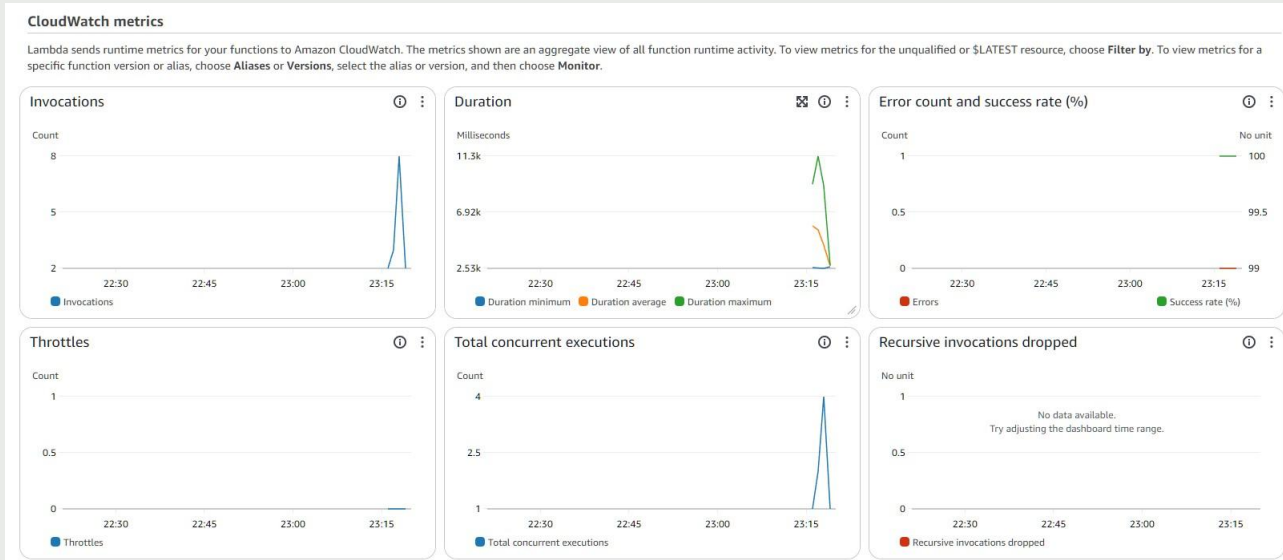 CloudWatch metrics
Lambda sends runtime metrics for your functions to Amazon CloudWatch. The metrics shown are an aggregate view of all function runtime activity. To view metrics for the unqualified or $LATEST resource, choose Filter by. To view metrics for a
specific function version or alias, choose Aliases or Versions, select the alias or version, and then choose Monitor.
Invocations
Count
8
5
2
22:30 22:45 23:00 23:15
Invocations
Duration
Milliseconds
11.3k
6.92k
2.53k
22:30 22:45 23:00 23:15
Duration minimum Duration average Duration maximum
Error count and success rate (%)
Count No unit
1 100
0.5 99.5
0 99
22:30 22:45 23:00 23:15
Errors Success rate (%)
Throttles
Count
1
0.5
0
22:30 22:45 23:00 23:15
Throttles
Total concurrent executions
Count
4
2.5
1
22:30 22:45 23:00 23:15
Total concurrent executions
Recursive invocations dropped
No unit
1
No data available.
Try adjusting the dashboard time range.
0.5
0
22:30 22:45 23:00 23:15
Recursive invocations dropped